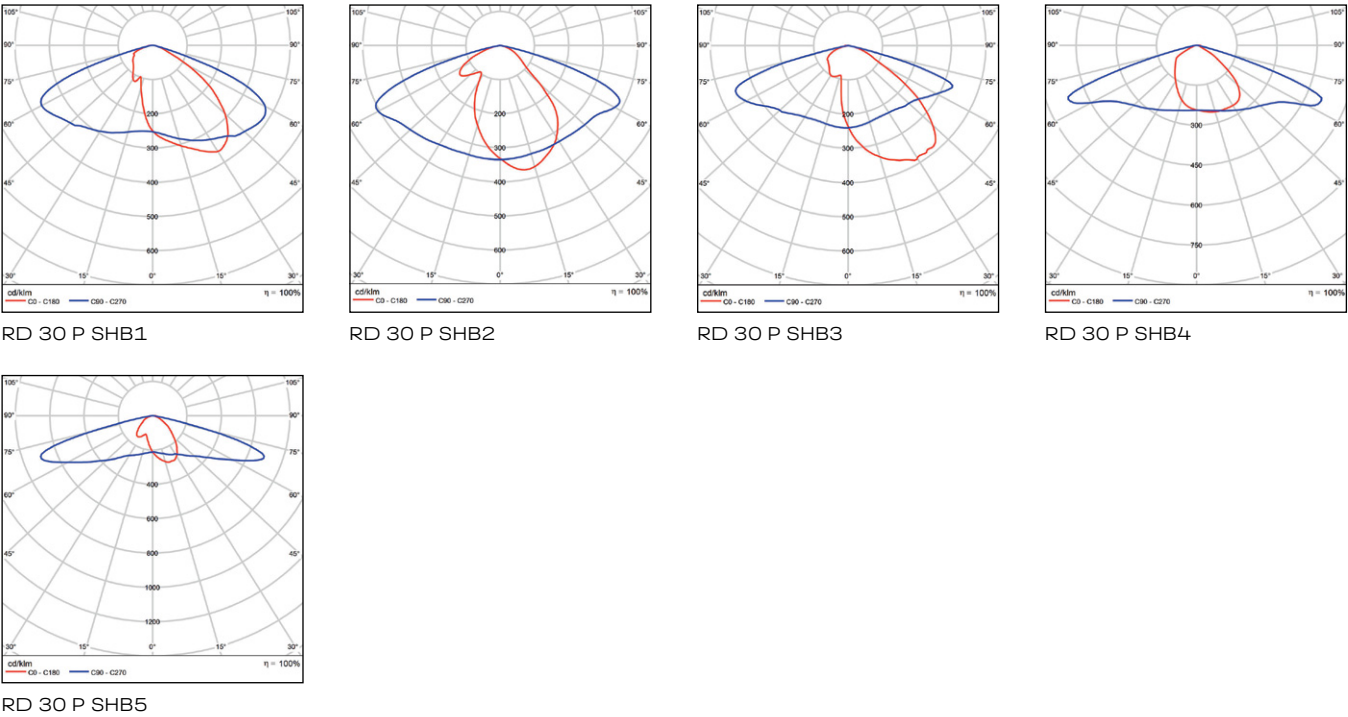 105° 105°
90° 90°
75° 75°
60° 60°
45° 45°
200
300
400
500
600
30° 15° 0° 15° 30°
cd/klm η = 100%
C0 - C180 C90 - C270
RD 30 P SHB1
105° 105°
90° 90°
75° 75°
60° 60°
45° 45°
200
300
400
500
600
30° 15° 0° 15° 30°
cd/klm η = 100%
C0 - C180 C90 - C270
RD 30 P SHB2
105° 105°
90° 90°
75° 75°
60° 60°
45° 45°
200
300
400
500
600
30° 15° 0° 15° 30°
cd/klm η = 100%
C0 - C180 C90 - C270
RD 30 P SHB3
105° 105°
90° 90°
75° 75°
60° 60°
45° 45°
300
450
600
750
30° 15° 0° 15° 30°
cd/klm η = 100%
C0 - C180 C90 - C270
RD 30 P SHB4
105° 105°
90° 90°
75° 75°
60° 60°
45° 45°
400
600
800
1000
1200
30° 15° 0° 15° 30°
cd/klm η = 100%
C0 - C180 C90 - C270
RD 30 P SHB5